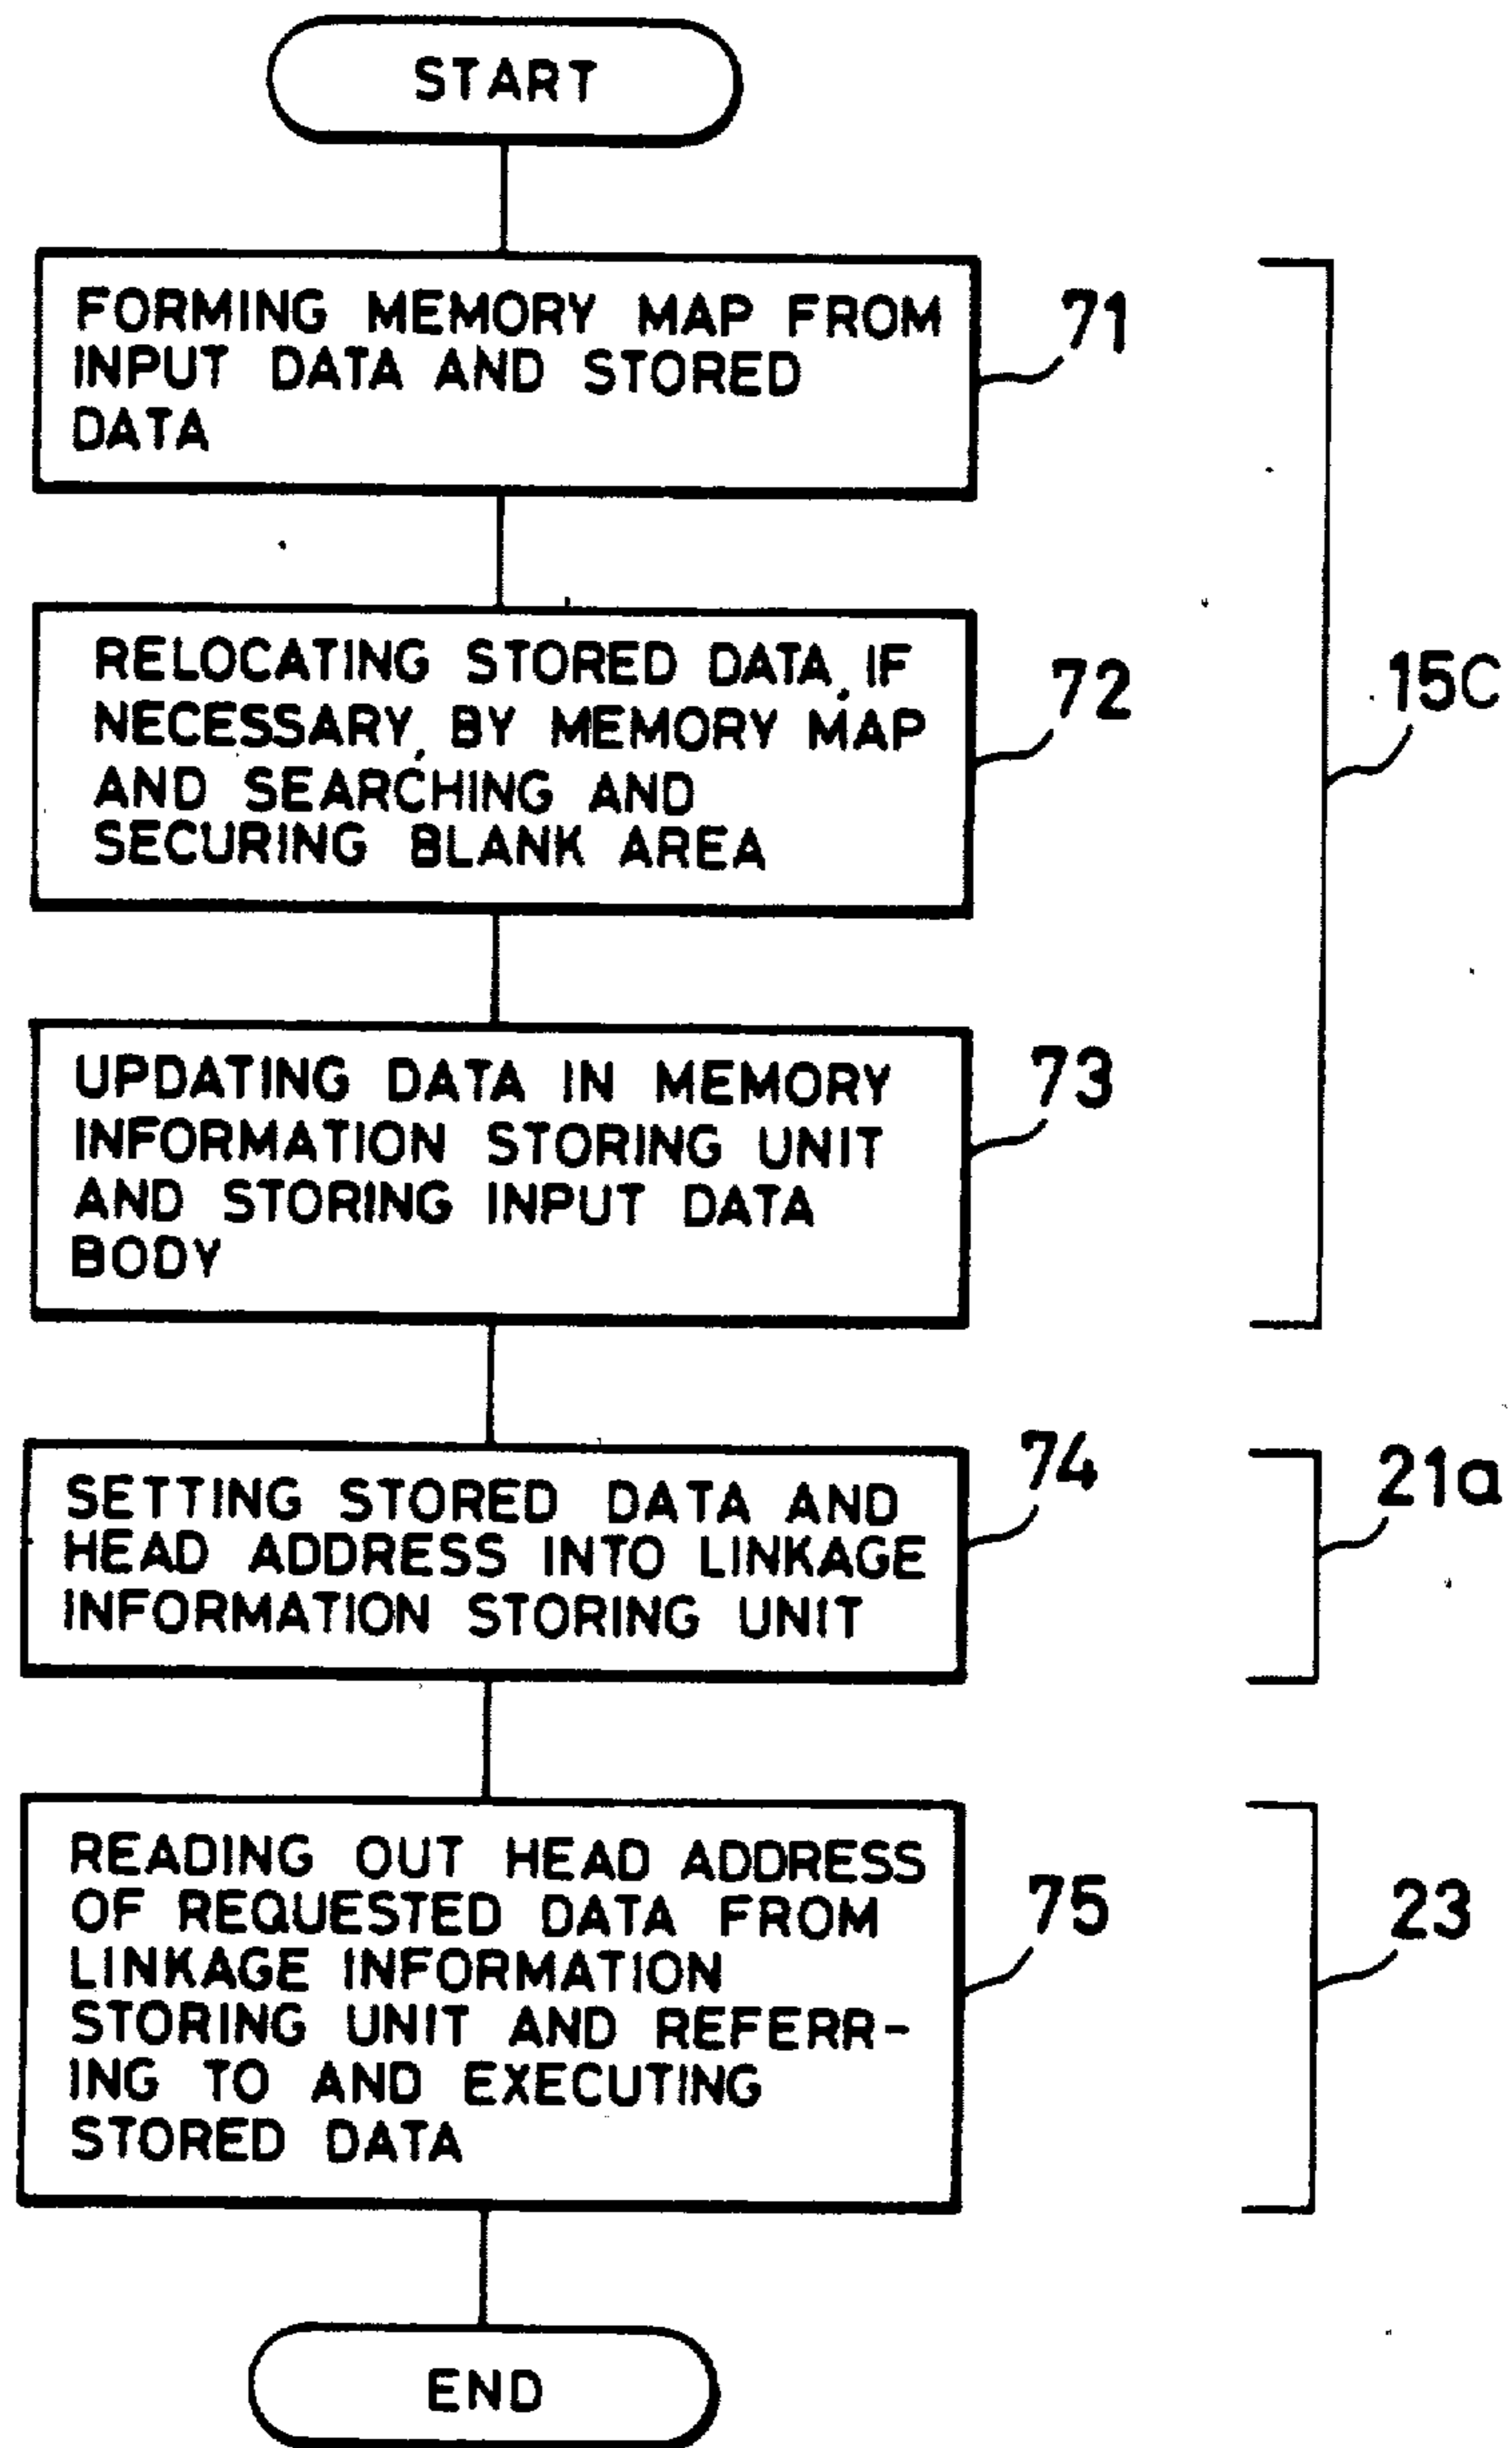 START
FORMING MEMORY MAP FROM
INPUT DATA AND STORED
DATA
71
RELOCATING STORED DATA, IF
NECESSARY, BY MEMORY MAP
AND SEARCHING AND
SECURING BLANK AREA
72
15C
UPDATING DATA IN MEMORY
INFORMATION STORING UNIT
AND STORING INPUT DATA
BODY
73
SETTING STORED DATA AND
HEAD ADDRESS INTO LINKAGE
INFORMATION STORING UNIT
74
21a
READING OUT HEAD ADDRESS
OF REQUESTED DATA FROM
LINKAGE INFORMATION
STORING UNIT AND REFERR-
ING TO AND EXECUTING
STORED DATA
75
23
END